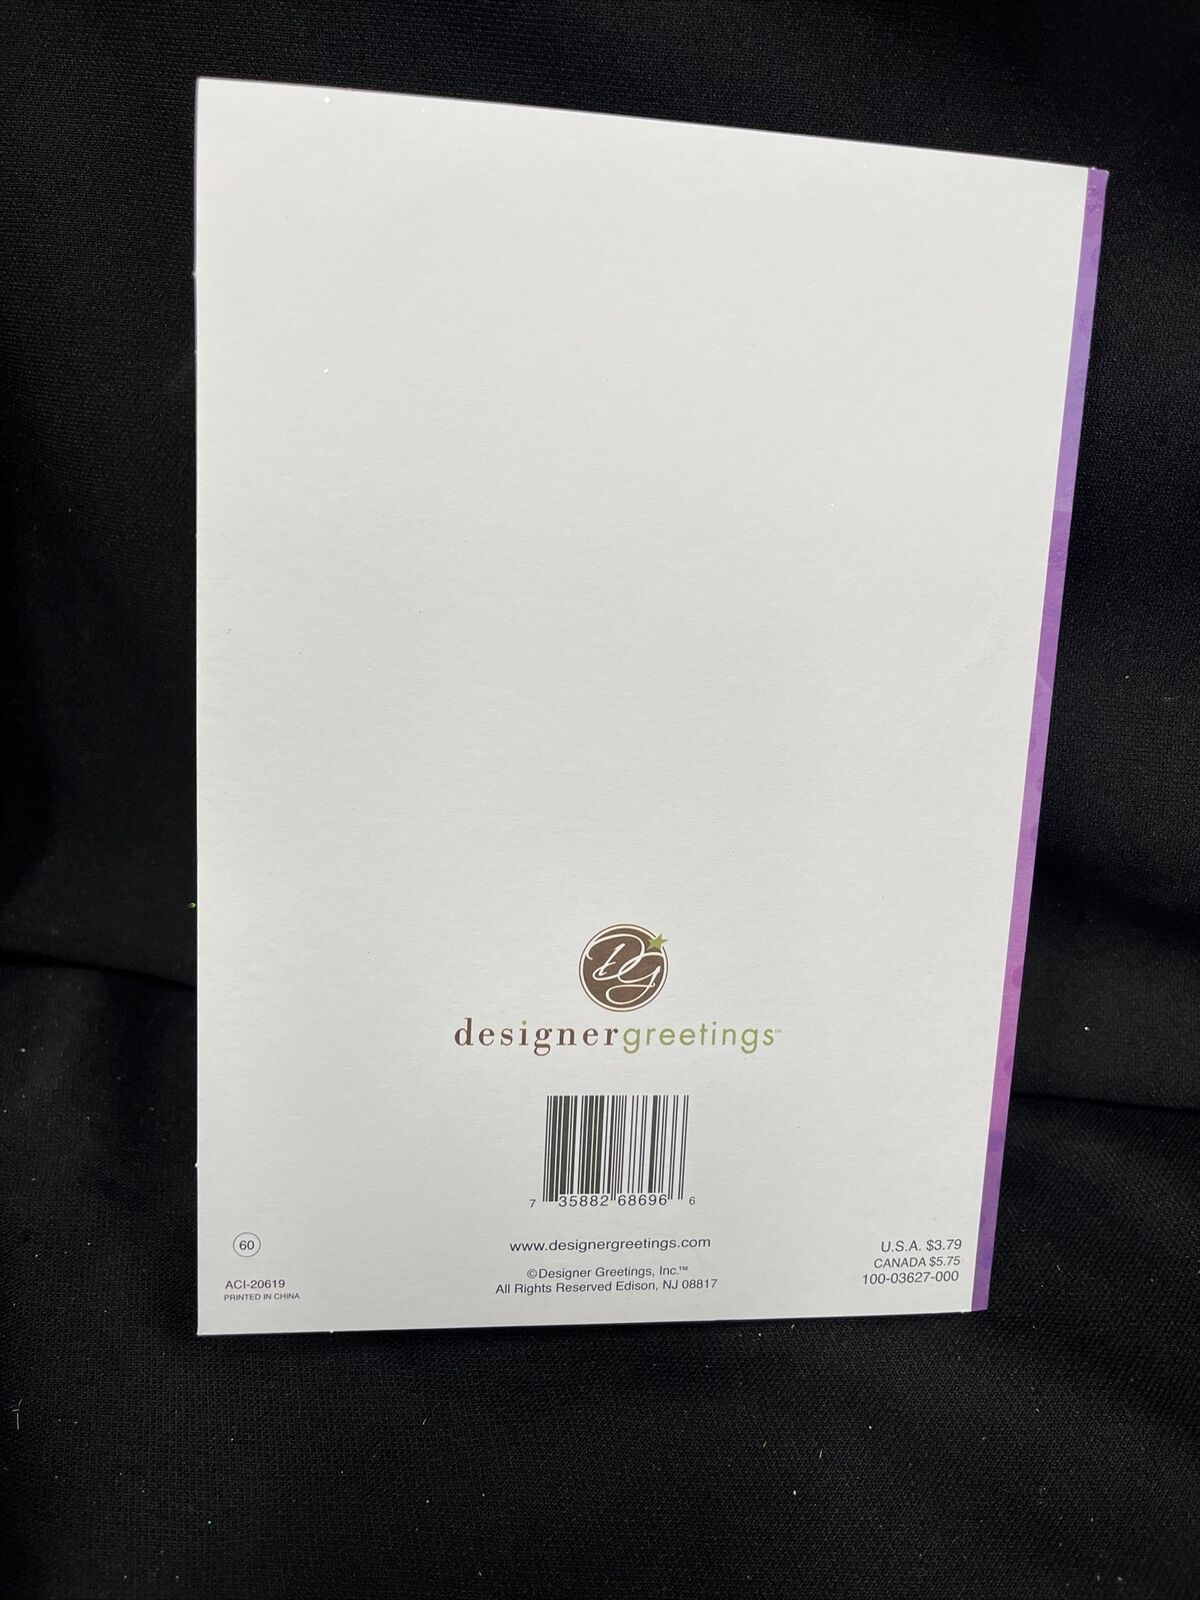 DG
designergreetings™
7 35882 68696 6
60
www.designergreetings.com
U.S.A. $3.79
©Designer Greetings, Inc.™
CANADA $5.75
ACI-20619
All Rights Reserved Edison, NJ 08817
100-03627-000
PRINTED IN CHINA